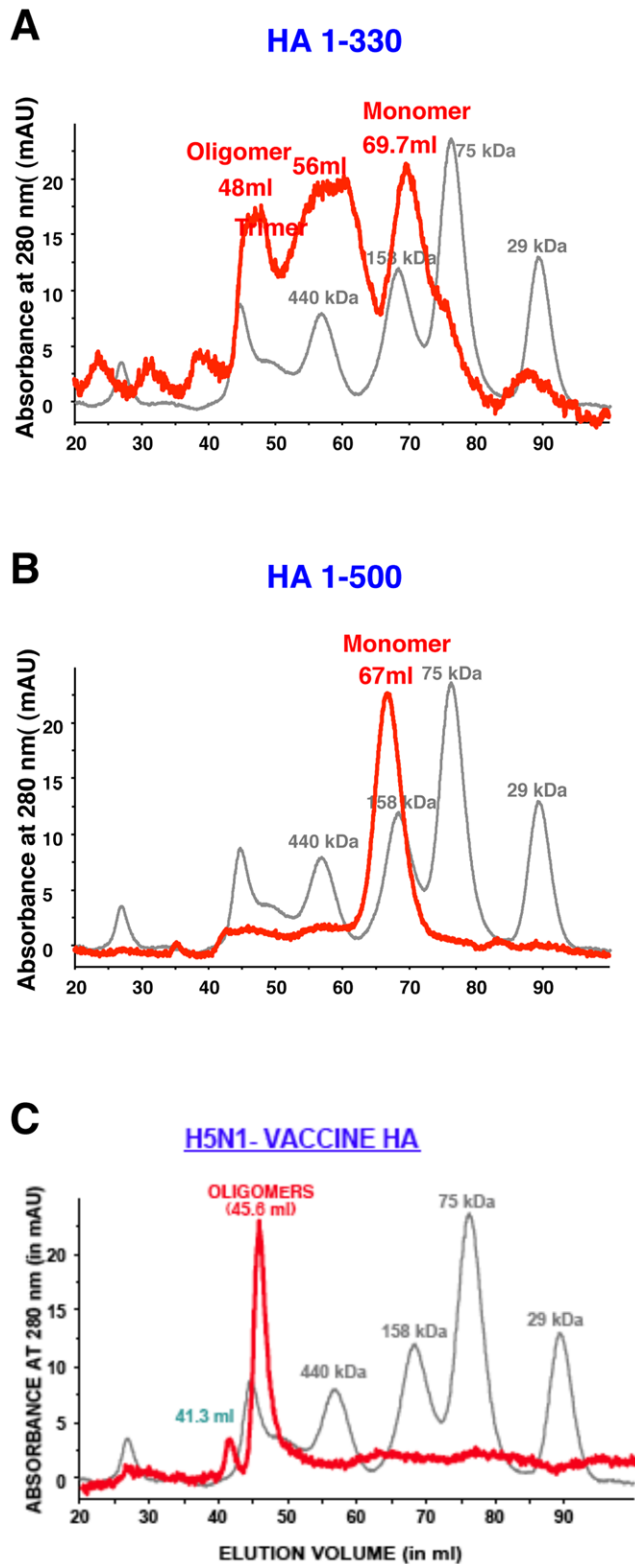 A
HA 1-330
Monomer
Oligomer 56ml 69.7ml 75 kDa
48ml
Trimer
158 kDa 29 kDa
440 kDa
Absorbance at 280 nm( (mAU)
20
15
10
5
0
20 30 40 50 60 70 80 90
B
HA 1-500
Monomer
67ml 75 kDa
158 kDa 29 kDa
440 kDa
Absorbance at 280 nm( (mAU)
20
15
10
5
0
20 30 40 50 60 70 80 90
C
H5N1- VACCINE HA
OLIGOMERS
(45.6 ml)
75 kDa
158 kDa 29 kDa
440 kDa
41.3 ml
ABSORBANCE AT 280 nm (in mAU)
20
15
10
5
0
20 30 40 50 60 70 80 90
ELUTION VOLUME (in ml)